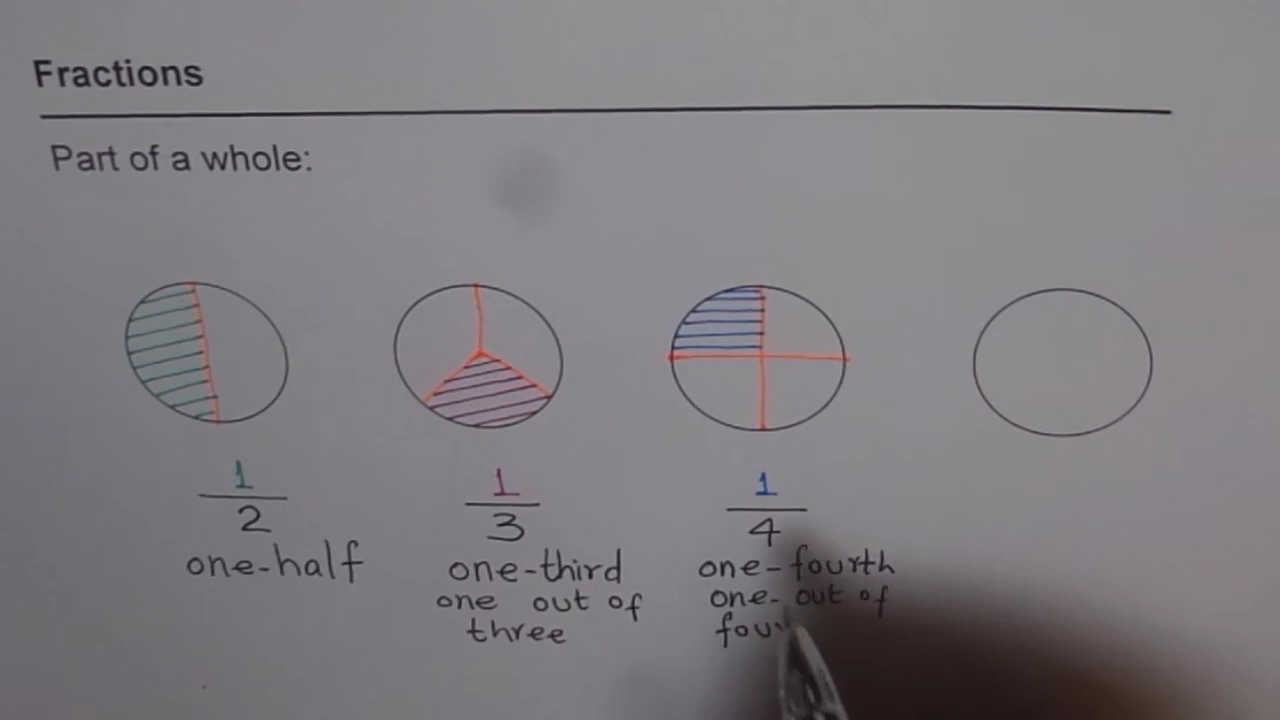 Fractions
Part of a whole:
1
2
one-half
1
3
one-third
one out of
three
1
4
one-fourth
one- out of